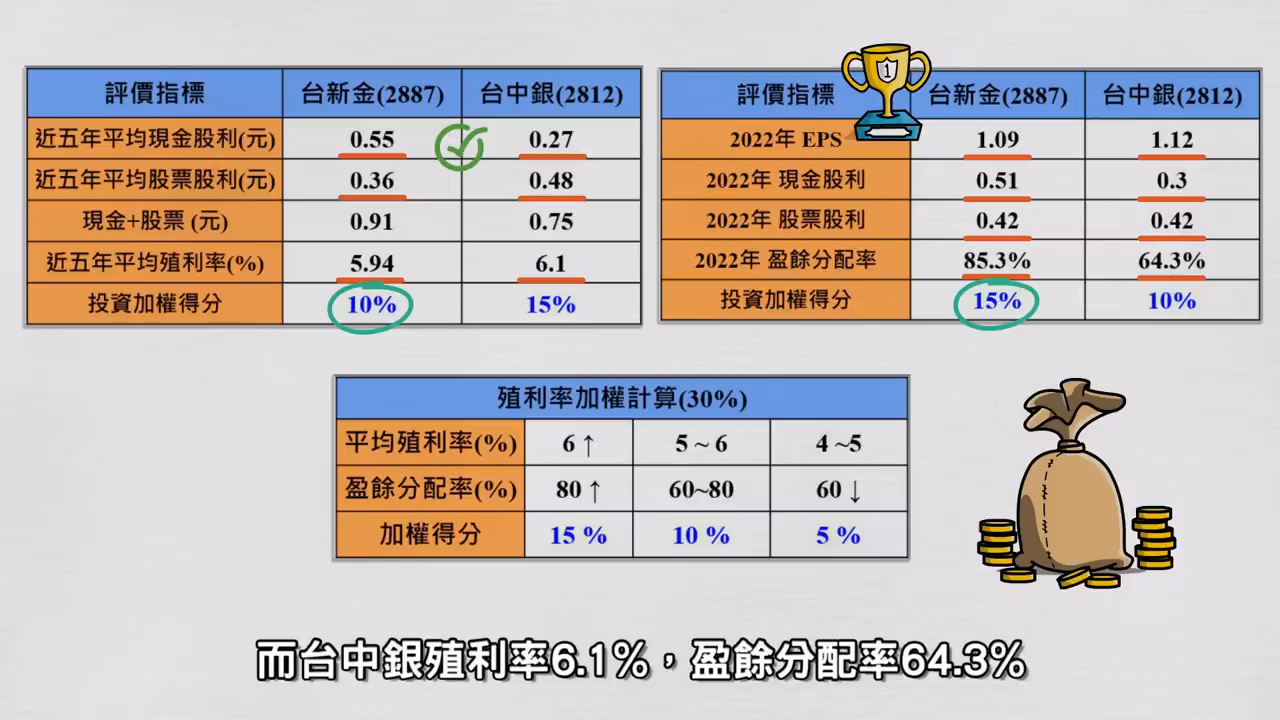 評價指標 台新金(2887) 台中銀(2812)
近五年平均現金股利(元) 0.55 0.27
近五年平均股票股利(元) 0.36 0.48
現金+股票 (元) 0.91 0.75
近五年平均殖利率(%) 5.94 6.1
投資加權得分 10% 15%
評價指標 台新金(2887) 台中銀(2812)
1
2022年 EPS 1.09 1.12
2022年 現金股利 0.51 0.3
2022年 股票股利 0.42 0.42
2022年 盈餘分配率 85.3% 64.3%
投資加權得分 15% 10%
殖利率加權計算(30%)
平均殖利率(%) 6 ↑ 5 ~ 6 4 ~5
盈餘分配率(%) 80 ↑ 60~80 60 ↓
加權得分 15 % 10 % 5 %
而台中銀殖利率6.1%，盈餘分配率64.3%